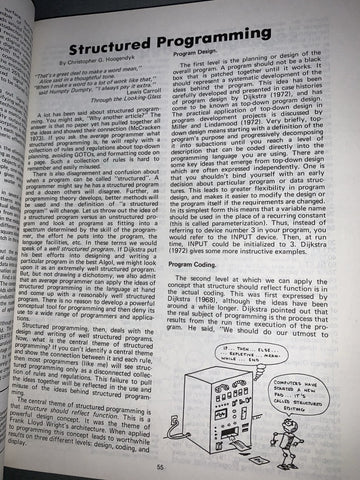 Structured Programming
By Christopher G. Hoogendyk
"That's a great deal to make a word mean,"
Alice said in a thoughtful tone.
"When I make a word do a lot of work like that,"
said Humpty Dumpty, "I always pay it extra."
Lewis Carroll
Through the Looking-Glass
A lot has been said about structured program-
ming. You might ask, "Why another article?" The
answer is that no paper yet has pulled together all
the ideas and showed their connection (McCracken
1973). If you ask the average programmer what
structured programming is, he will reply with a
collection of rules and regulations about top-down
planning, avoiding GOTOs, and limiting code on
a page. Such a collection of rules is hard to
remember and easily misused.
There is also disagreement and confusion about
when a program can be called "structured". A
programmer might say he has a structured program
and a dozen others will disagree. Further, as
programming theory develops, better methods will
be used and the definition of "a structured
program" will change. Let us throw out the idea of
a structured program versus an unstructured pro-
gram and look at programming as a continuous
spectrum determined by the skill of the program-
mer, the effort he puts into the program, the
language facilities, etc. In these terms we would
speak of a well structured program. If Dijkstra put
his best efforts into designing and writing a
particular program in the best Algol, we might look
upon it as an extremely well structured program.
But, not drawing a dichotomy, we also admit
that an average programmer can apply the ideas of
structured programming in the language at hand
and come up with a reasonably well structured
program. There is no reason to develop a powerful
conceptual tool for programming and then deny its
use to a wide range of programmers and applica-
tions.
Structured programming, then, deals with the
design and writing of well structured programs.
Now, what is the central theme of structured
programming? If you can't identify a central theme
and show the connection between it and each rule,
then most programmers (like me) will see struc-
tured programming only as a disconnected collec-
tion of rules and regulations. This failure to pull
the ideas together will be reflected in the use and
misuse of the ideas behind structured program-
ming.
The central theme of structured programming is
that structure should reflect function. This is a
powerful design concept. It was the theme of
Frank Lloyd Wright's architecture. When applied
to programming this concept leads to worthwhile
results on three different levels: design, coding, and
display.
Program Design.
The first level is the planning or design of the
overall program. A program should not be a black
box that is patched together until it works. It
should represent a systematic development of the
ideas behind the program. This idea has been
carefully developed and presented in case histories
of program design by Dijkstra (1972), and has
come to be known as top-down program design.
The practical application of top-down design to
program development projects is discussed by
Miller and Lindamood (1972). Very briefly, top-
down design means starting with a definition of the
program's purpose and progressively decomposing
it into subsections until you reach a level of
description that can be coded directly into the
programming language you are using. There are
some key ideas that emerge from top-down design
which are often expressed independently. One is
that you shouldn't bind yourself with an early
decision about particular program or data struc-
tures. This leads to greater flexibility in program
design, and makes it easier to modify the design or
the program itself if the requirements are changed.
In its simplest form this means that a variable name
should be used in the place of a recurring constant
(this is called parameterization). Thus, instead of
referring to device number 3 in your program, you
would refer to the INPUT device. Then, at run
time, INPUT could be initialized to 3. Dijkstra
(1972) gives some more instructive examples.
Program Coding.
The second level at which we can apply the
concept that structure should reflect function is in
the actual coding. This was first expressed by
Dijkstra (1968), although the ideas have been
around a while longer. Dijkstra pointed out that
the real subject of programming is the process that
results from the run time execution of the pro-
gram. He said, "We should do our utmost to
IF... THEN... ELSE...
... EXPLETIVE... MEAN-
WHILE... END
COMPUTERS HAVE
STARTED A NEW
FAD... IT'S
CALLED STRUCTURED
EDITING
55